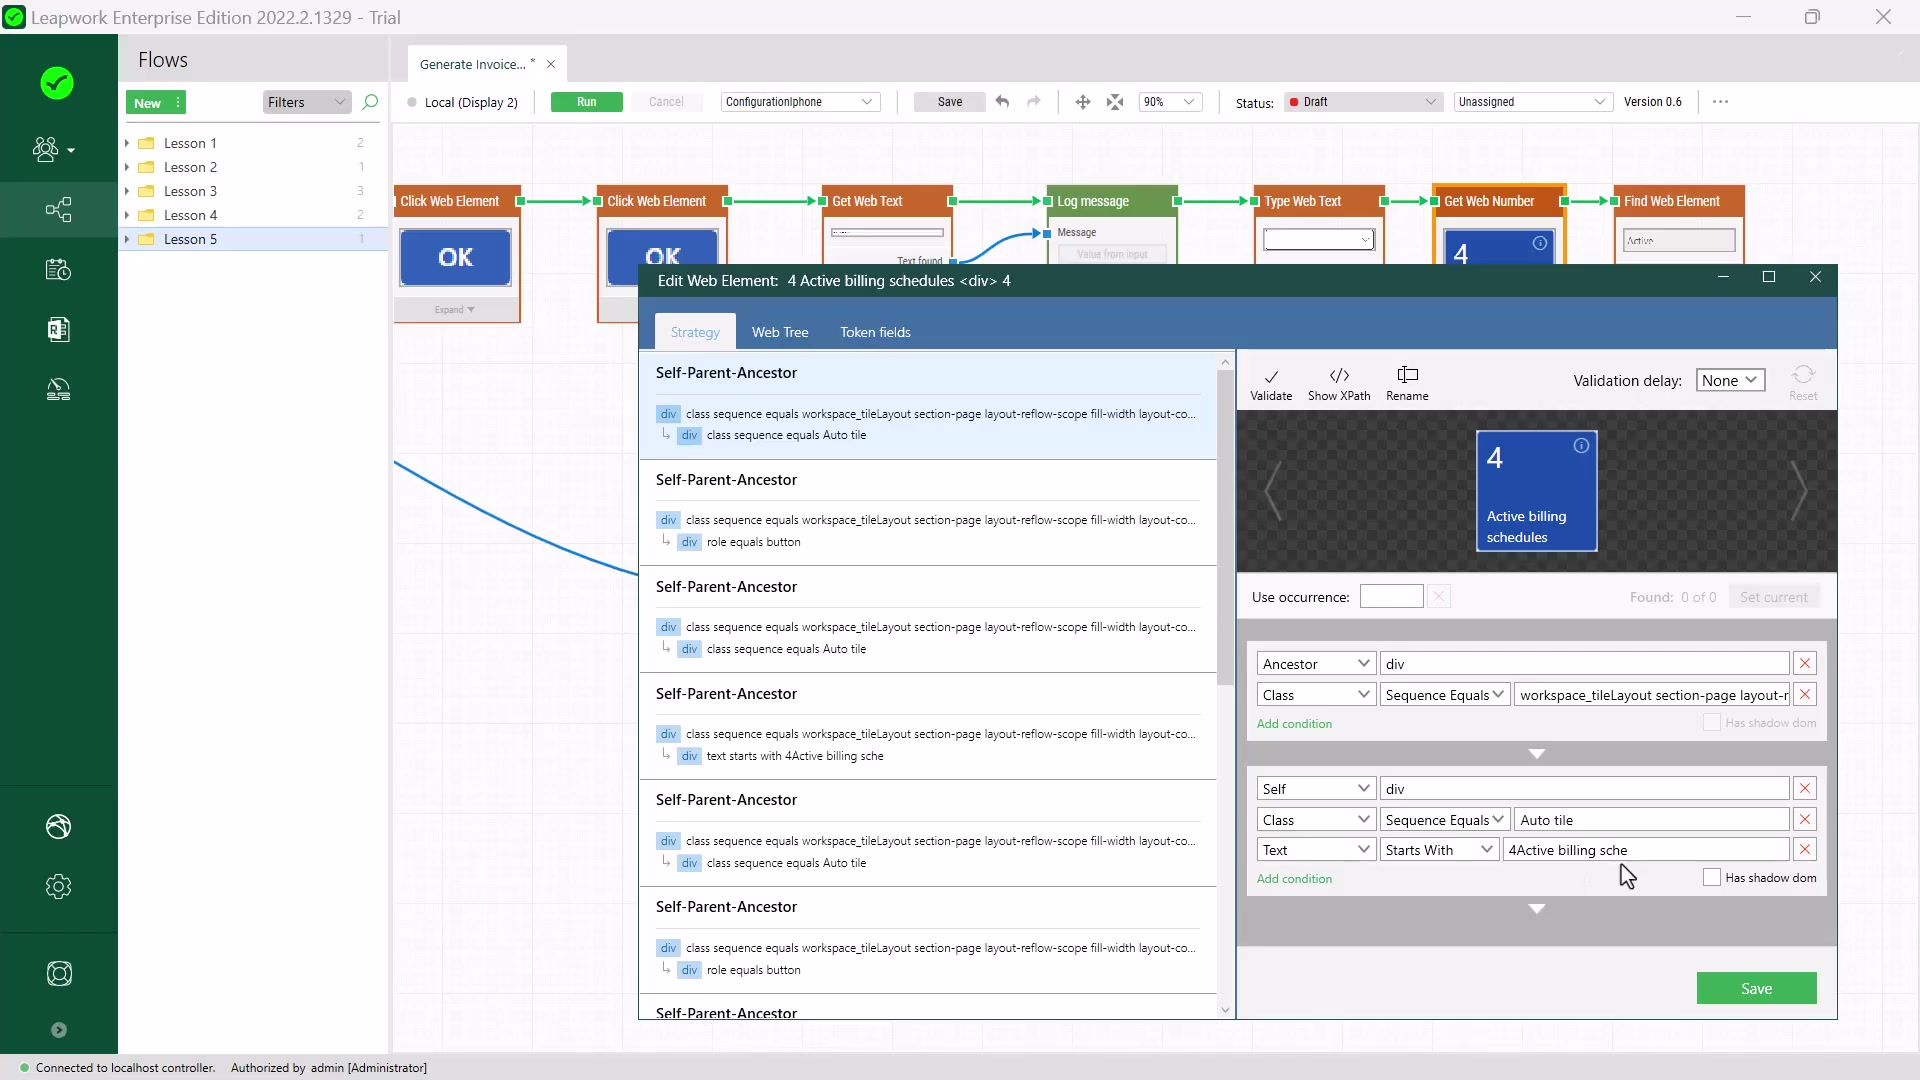 Leapwork Enterprise Edition 2022.2.1329 - Trial
Flows
Generate Invoice... *
New
Filters
Local (Display 2)
Run
Cancel
ConfigurationIphone
Save
90%
Status:
Draft
Unassigned
Version 0.6
Lesson 1 2
Lesson 2 1
Lesson 3 3
Lesson 4 2
Lesson 5 1
Click Web Element
Click Web Element
Get Web Text
Log message
Type Web Text
Get Web Number
Find Web Element
OK
OK
Text found
Message
Value from input
4
Active
Expand
Edit Web Element: 4 Active billing schedules <div> 4
Strategy
Web Tree
Token fields
Self-Parent-Ancestor
div class sequence equals workspace_tileLayout section-page layout-reflow-scope fill-width layout-co...
div class sequence equals Auto tile
Self-Parent-Ancestor
div class sequence equals workspace_tileLayout section-page layout-reflow-scope fill-width layout-co...
div role equals button
Self-Parent-Ancestor
div class sequence equals workspace_tileLayout section-page layout-reflow-scope fill-width layout-co...
div class sequence equals Auto tile
Self-Parent-Ancestor
div class sequence equals workspace_tileLayout section-page layout-reflow-scope fill-width layout-co...
div text starts with 4Active billing sche
Self-Parent-Ancestor
div class sequence equals workspace_tileLayout section-page layout-reflow-scope fill-width layout-co...
div class sequence equals Auto tile
Self-Parent-Ancestor
div class sequence equals workspace_tileLayout section-page layout-reflow-scope fill-width layout-co...
div role equals button
Self-Parent-Ancestor
Validate
Show XPath
Rename
Validation delay:
None
Reset
4
Active billing
schedules
Use occurrence:
Found: 0 of 0
Set current
Ancestor
div
Class
Sequence Equals
workspace_tileLayout section-page layout-r
Add condition
Has shadow dom
Self
div
Class
Sequence Equals
Auto tile
Text
Starts With
4Active billing sche
Add condition
Has shadow dom
Save
Connected to localhost controller. Authorized by admin [Administrator]